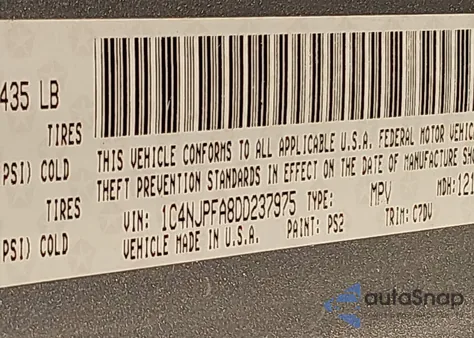 435 LB
TIRES
PSI) COLD
TIRES
PSI) COLD
THIS VEHICLE CONFORMS TO ALL APPLICABLE U.S.A. FEDERAL MOTOR VEHIC
THEFT PREVENTION STANDARDS IN EFFECT ON THE DATE OF MANUFACTURE SHO
VIN: 1C4NJPFA8DD237975 TYPE: MPV MDH: 121
VEHICLE MADE IN U.S.A. PAINT: PS2 TRIM: C7DV
autoSnap